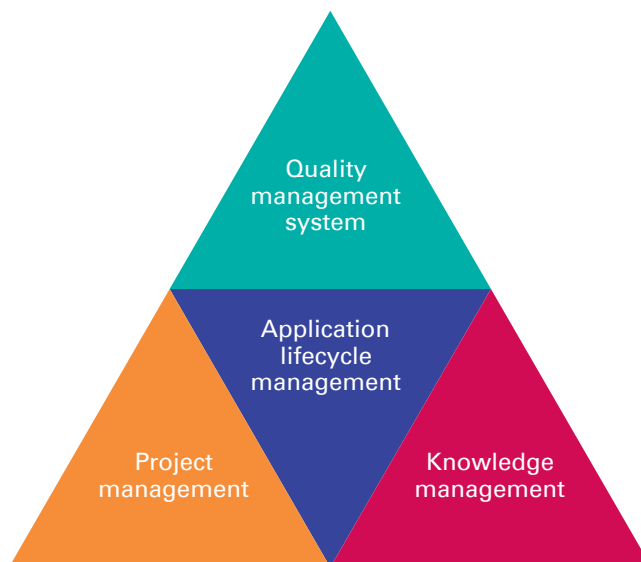 Quality
management
system
Application
lifecycle
management
Project
management
Knowledge
management